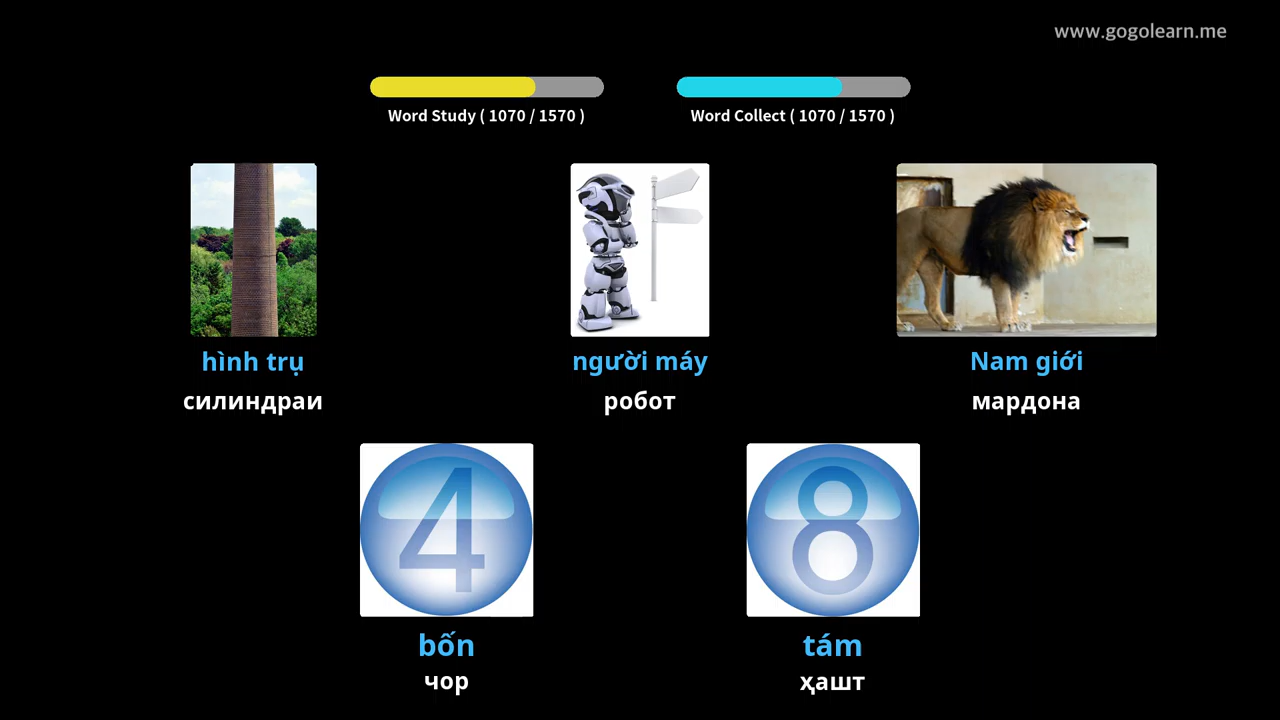 www.gogolearn.me
Word Study ( 1070 / 1570 )
Word Collect ( 1070 / 1570 )
hình trụ
силиндраи
người máy
робот
Nam giới
мардона
4
bốn
чор
8
tám
ҳашт